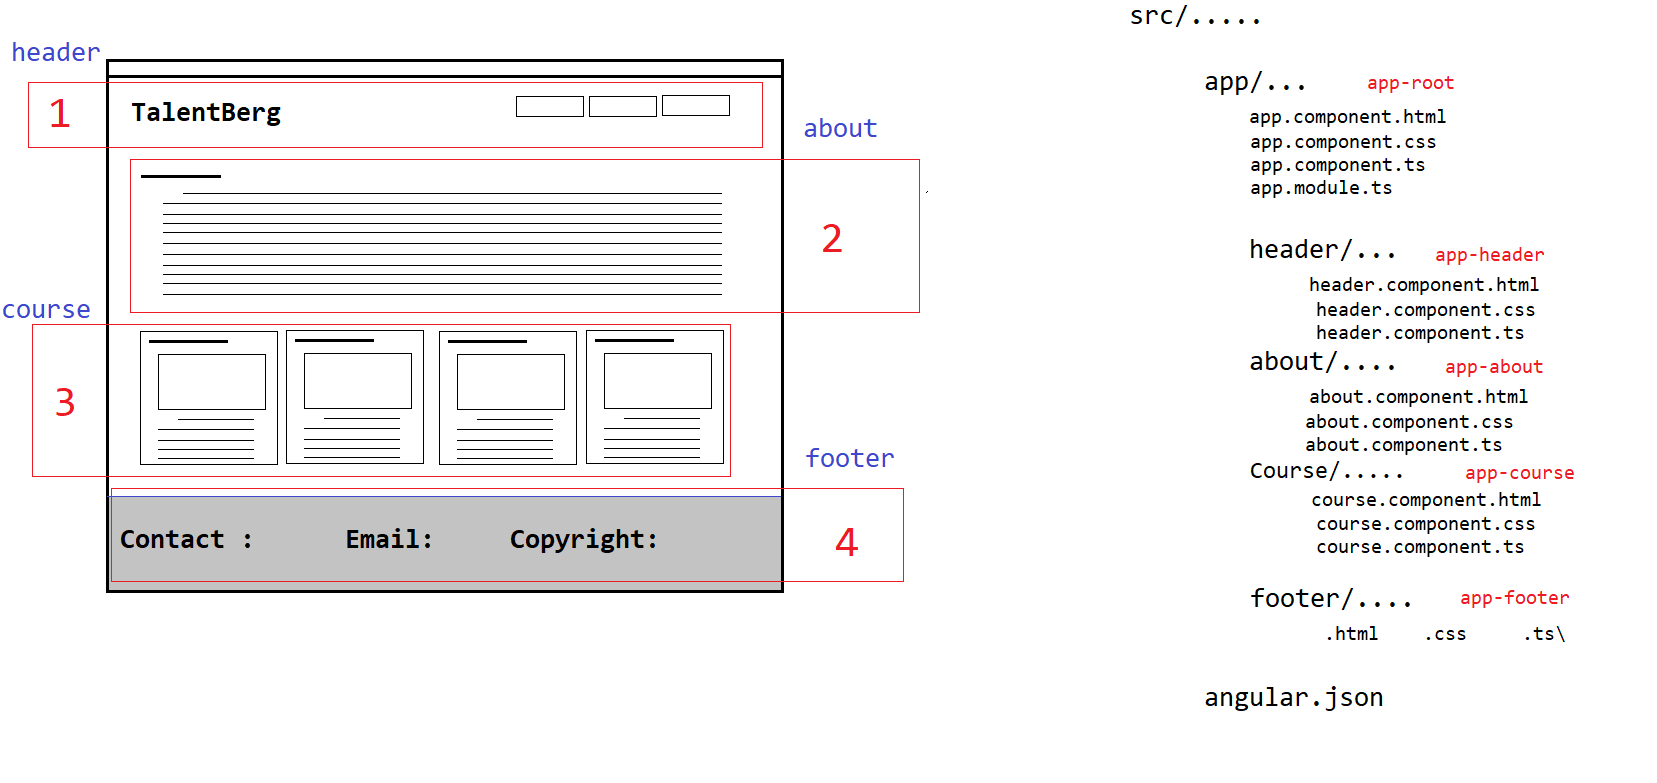 header
1
TalentBerg
about
2
course
3
footer
Contact :
Email:
Copyright:
4
src/.....
app/... app-root
app.component.html
app.component.css
app.component.ts
app.module.ts
header/... app-header
header.component.html
header.component.css
header.component.ts
about/.... app-about
about.component.html
about.component.css
about.component.ts
Course/..... app-course
course.component.html
course.component.css
course.component.ts
footer/.... app-footer
.html .css .ts\
angular.json